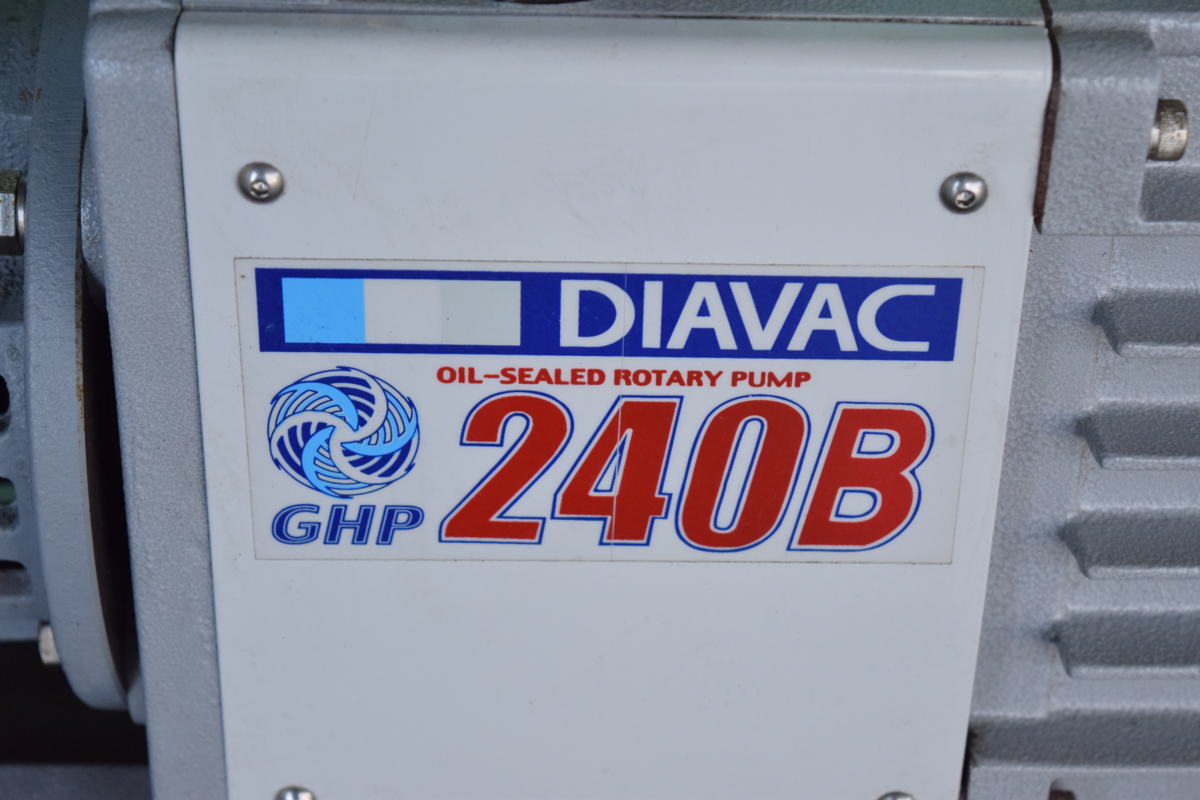 DIAVAC
OIL-SEALED ROTARY PUMP
GHP 240B